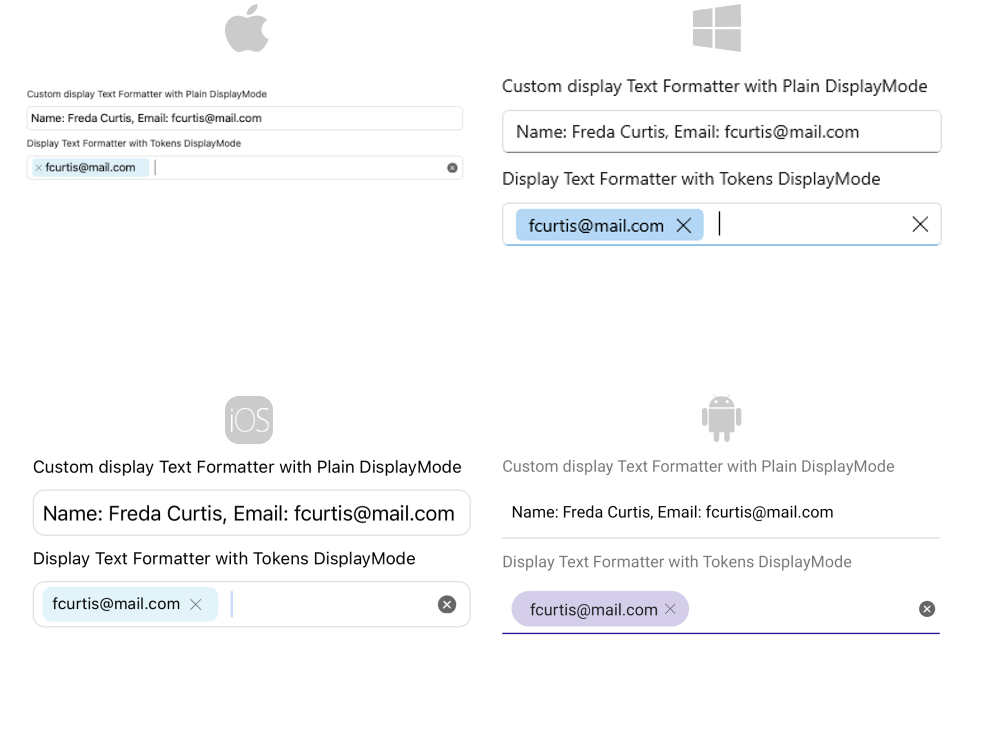 Custom display Text Formatter with Plain DisplayMode
Name: Freda Curtis, Email: fcurtis@mail.com
Display Text Formatter with Tokens DisplayMode
fcurtis@mail.com
Custom display Text Formatter with Plain DisplayMode
Name: Freda Curtis, Email: fcurtis@mail.com
Display Text Formatter with Tokens DisplayMode
fcurtis@mail.com
iOS
Custom display Text Formatter with Plain DisplayMode
Name: Freda Curtis, Email: fcurtis@mail.com
Display Text Formatter with Tokens DisplayMode
fcurtis@mail.com
Custom display Text Formatter with Plain DisplayMode
Name: Freda Curtis, Email: fcurtis@mail.com
Display Text Formatter with Tokens DisplayMode
fcurtis@mail.com